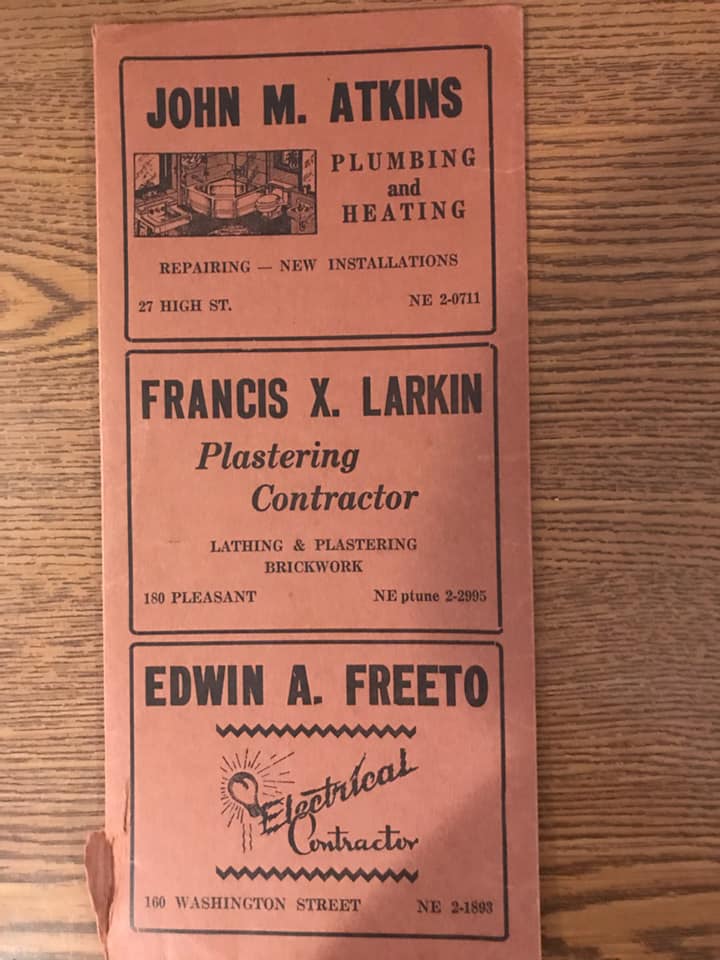 JOHN M. ATKINS
PLUMBING
and
HEATING
REPAIRING — NEW INSTALLATIONS
27 HIGH ST. NE 2-0711
FRANCIS X. LARKIN
Plastering
Contractor
LATHING & PLASTERING
BRICKWORK
180 PLEASANT NE ptune 2-2995
EDWIN A. FREETO
Electrical
Contractor
160 WASHINGTON STREET NE 2-1893